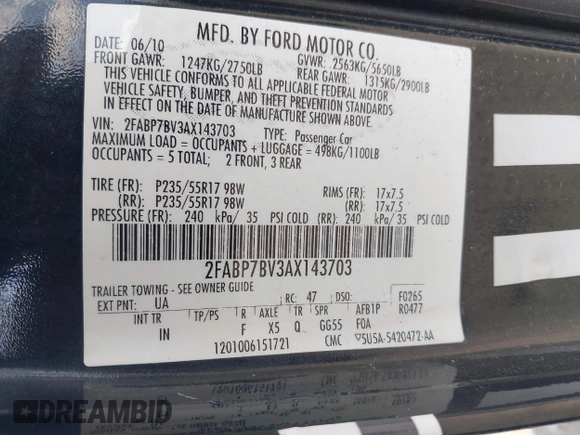 MFD. BY FORD MOTOR CO.
DATE: 06/10 GVWR: 2563KG/5650LB
FRONT GAWR: 1247KG/2750LB REAR GAWR: 1315KG/2900LB
THIS VEHICLE CONFORMS TO ALL APPLICABLE FEDERAL MOTOR
VEHICLE SAFETY, BUMPER, AND THEFT PREVENTION STANDARDS
IN EFFECT ON THE DATE OF MANUFACTURE SHOWN ABOVE.
VIN: 2FABP7BV3AX143703 TYPE: Passenger Car
MAXIMUM LOAD = OCCUPANTS + LUGGAGE = 498KG/1100LB
OCCUPANTS = 5 TOTAL; 2 FRONT, 3 REAR
TIRE (FR): P235/55R17 98W RIMS (FR): 17x7.5
(RR): P235/55R17 98W (RR): 17x7.5
PRESSURE (FR): 240 kPa/ 35 PSI COLD (RR): 240 kPa/ 35 PSI COLD
2FABP7BV3AX143703
TRAILER TOWING - SEE OWNER GUIDE
EXT PNT: UA RC: 47 DSO: F0265
INT TR TP/PS R AXLE TR SPR AFB1P R0477
IN F X5 Q GG55 FOA
1201006151721 CMC ▽5U5A-5420472-AA
1201006151721
DREAMBID